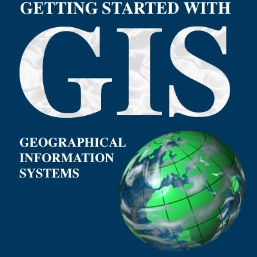 GETTING STARTED WITH
GIS
GEOGRAPHICAL
INFORMATION
SYSTEMS